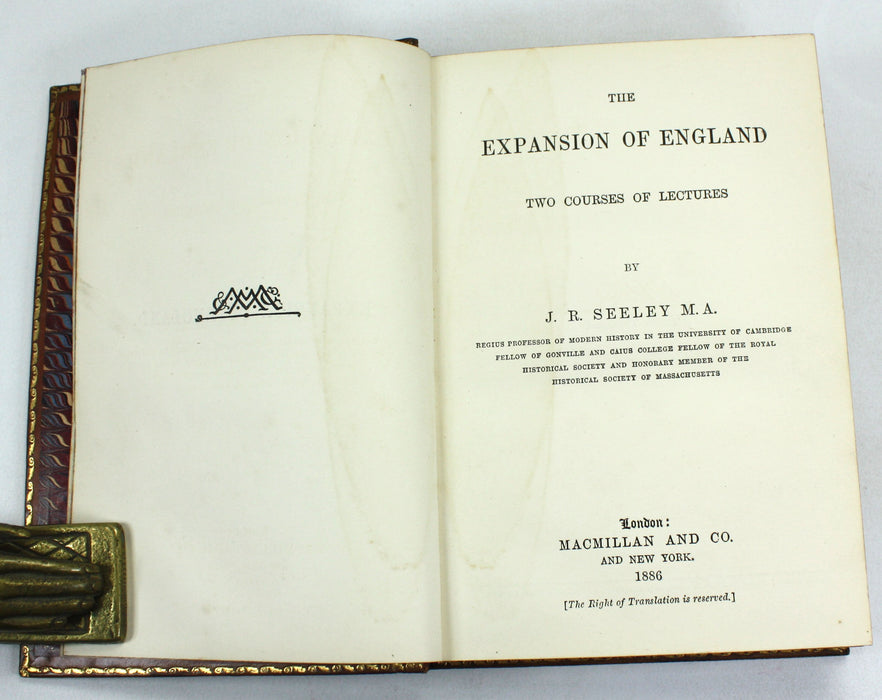 THE
EXPANSION OF ENGLAND
TWO COURSES OF LECTURES
BY
J. R. SEELEY M.A.
REGIUS PROFESSOR OF MODERN HISTORY IN THE UNIVERSITY OF CAMBRIDGE
FELLOW OF GONVILLE AND CAIUS COLLEGE FELLOW OF THE ROYAL
HISTORICAL SOCIETY AND HONORARY MEMBER OF THE
HISTORICAL SOCIETY OF MASSACHUSETTS
London:
MACMILLAN AND CO.
AND NEW YORK.
1886
[The Right of Translation is reserved.]